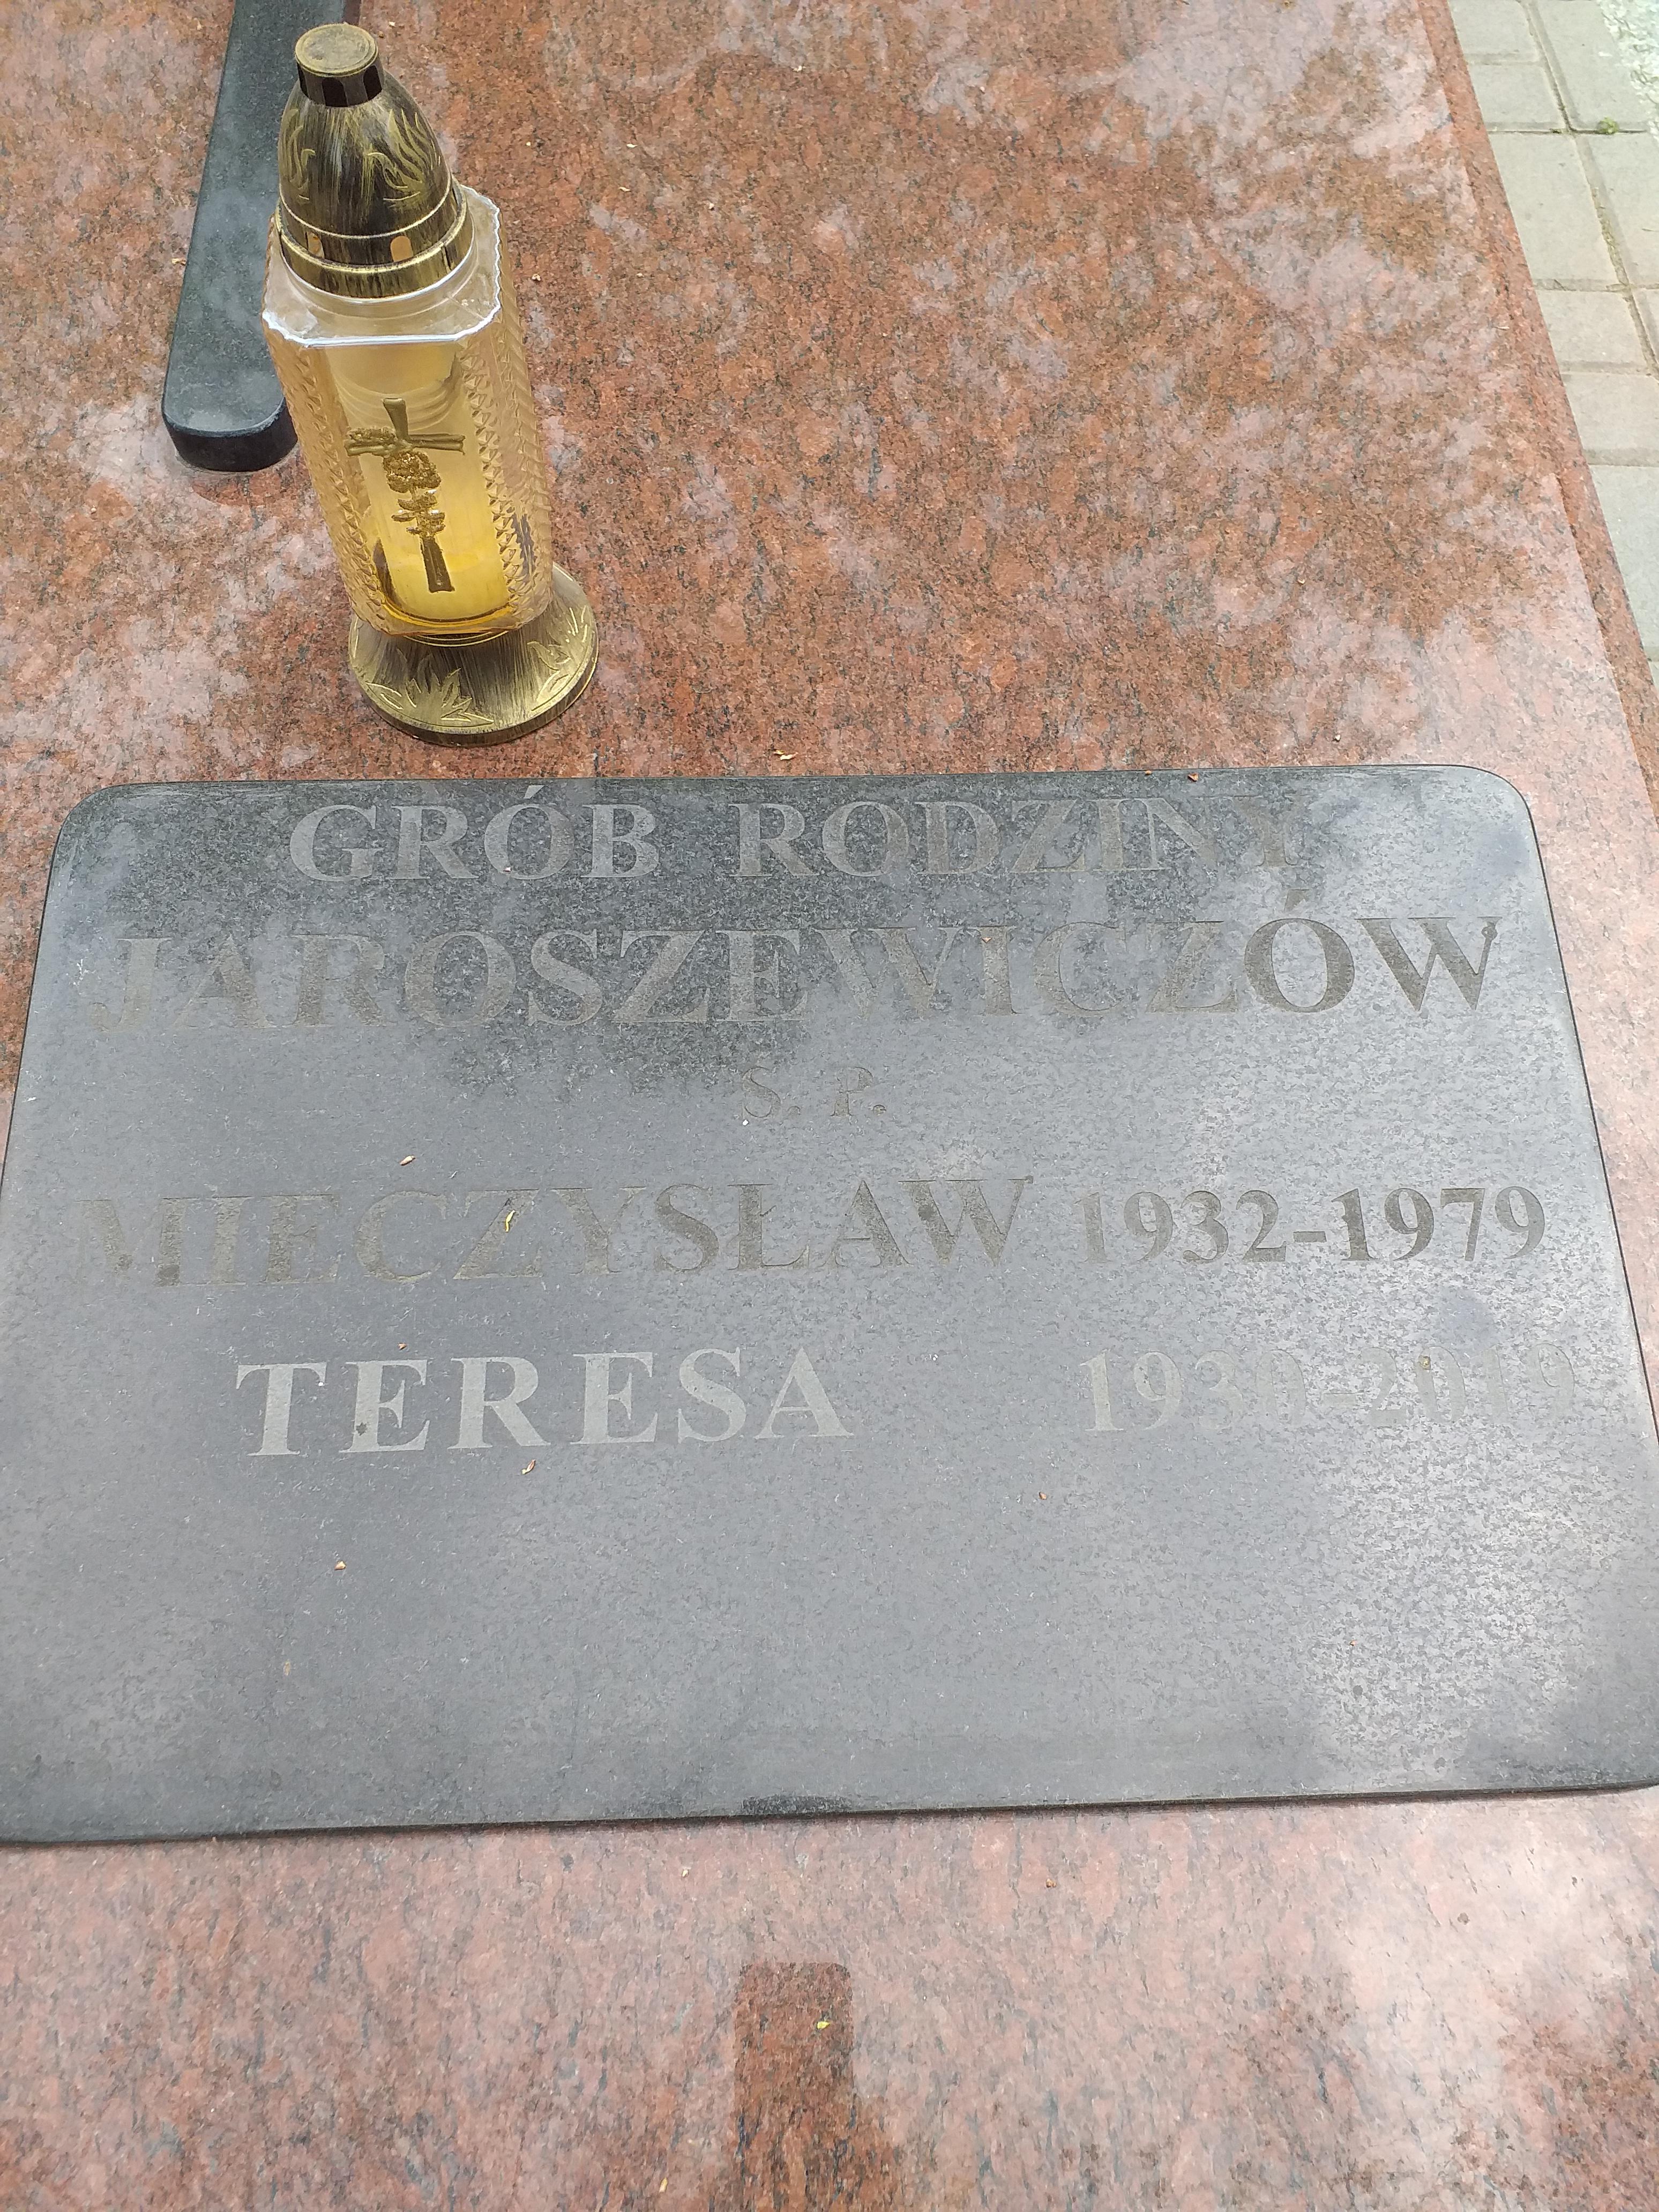 GRÓB RODZINY
JAROSZEWICZÓW
Ś. P.
MIECZYSŁAW 1932-1979
TERESA 1930-2019